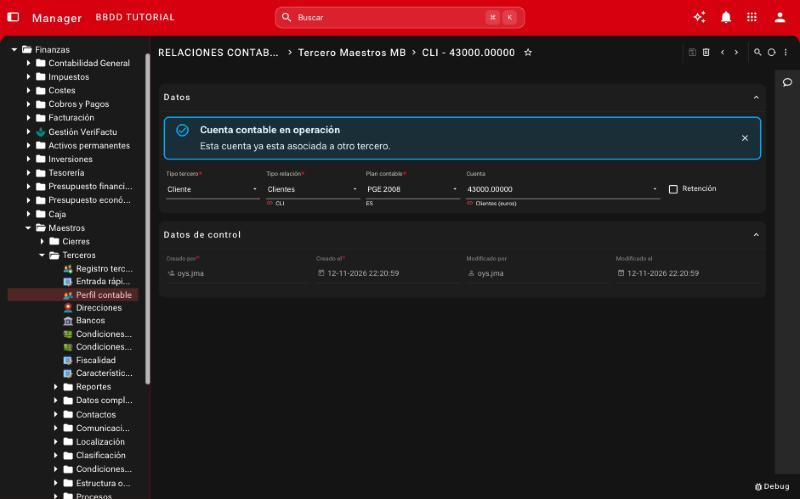 Manager
BBDD TUTORIAL
Buscar
⌘ K
Finanzas
Contabilidad General
Impuestos
Costes
Cobros y Pagos
Facturación
Gestión VeriFactu
Activos permanentes
Inversiones
Tesorería
Presupuesto financi...
Presupuesto econó...
Caja
Maestros
Cierres
Terceros
Registro terc...
Entrada rápi...
Perfil contable
Direcciones
Bancos
Condiciones...
Condiciones...
Fiscalidad
Característic...
Reportes
Datos compl...
Contactos
Comunicaci...
Localización
Clasificación
Condiciones...
Estructura o...
Procesos
RELACIONES CONTAB... > Tercero Maestros MB > CLI - 43000.00000
Datos
Cuenta contable en operación
Esta cuenta ya esta asociada a otro tercero.
Tipo tercero* Tipo relación* Plan contable* Cuenta
Cliente Clientes PGE 2008 43000.00000 Retención
CLI ES Clientes (euros)
Datos de control
Creado por* Creado el* Modificado por Modificado el
oys.jma 12-11-2026 22:20:59 oys.jma 12-11-2026 22:20:59
Debug